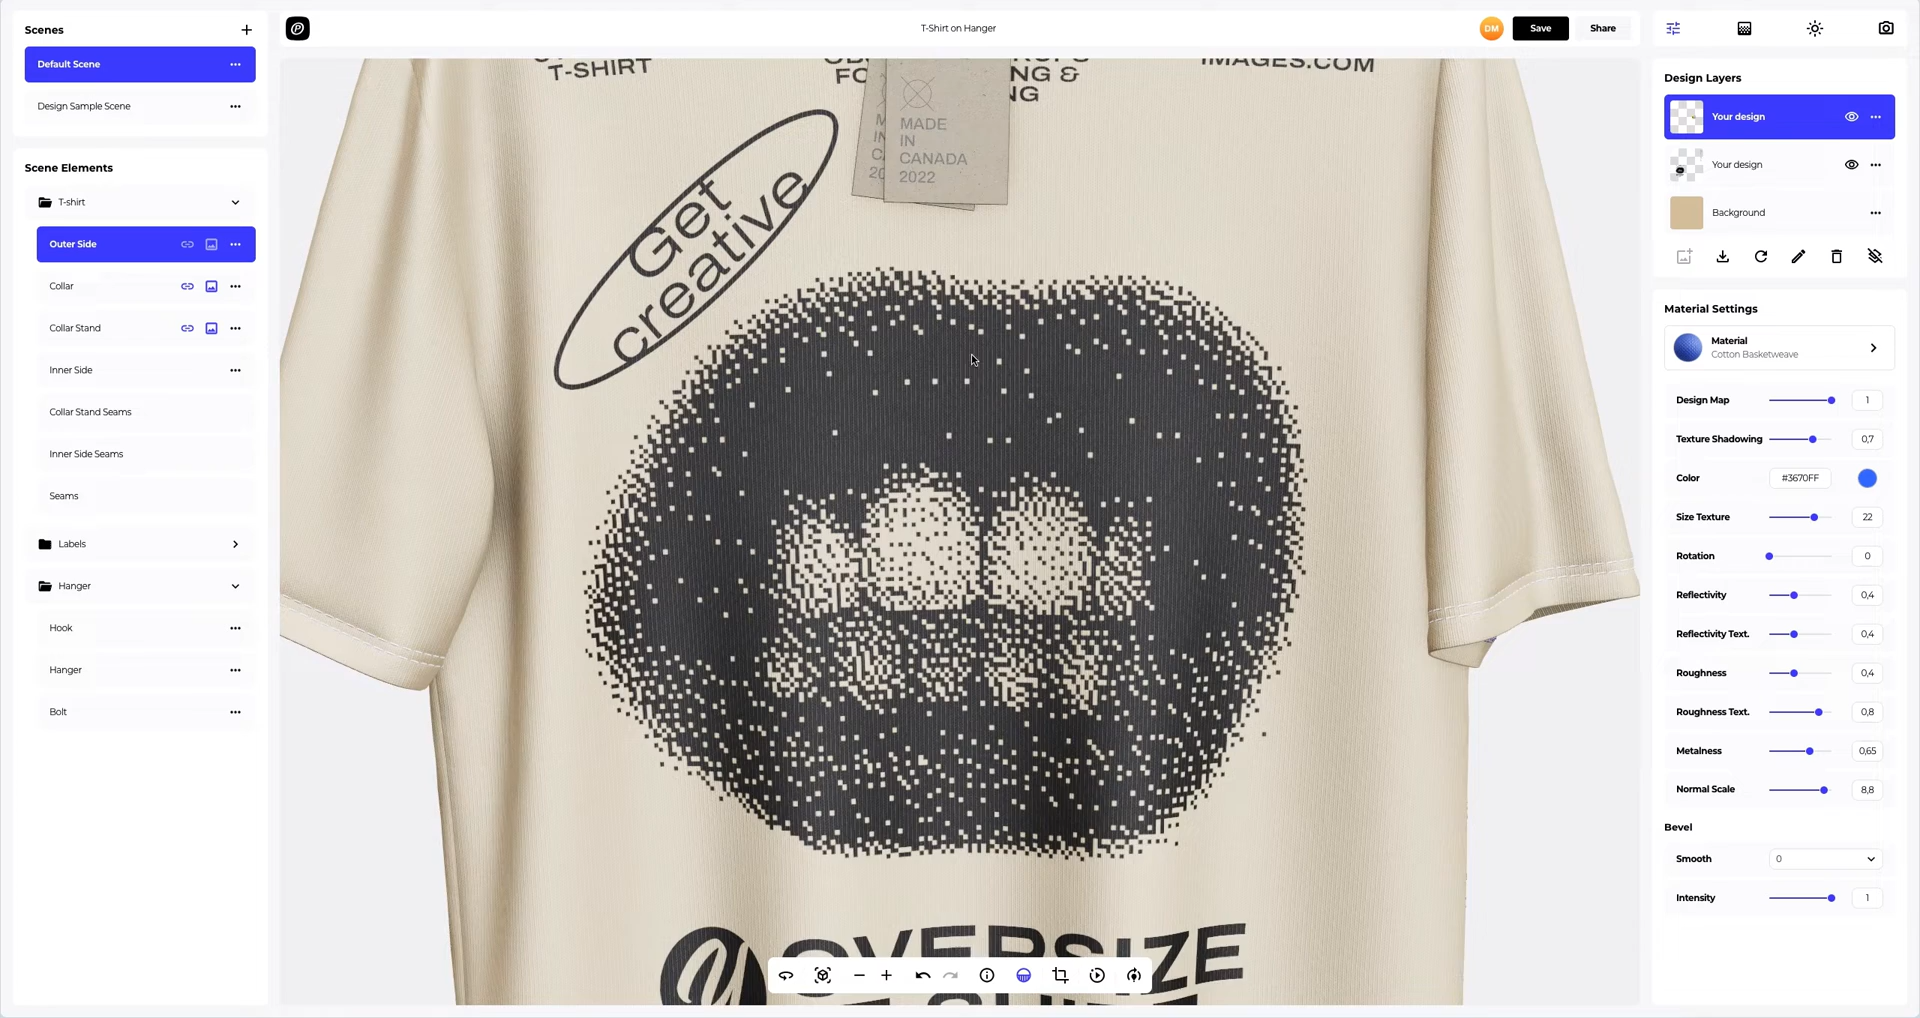 Scenes
Default Scene
Design Sample Scene
Scene Elements
T-shirt
Outer Side
Collar
Collar Stand
Inner Side
Collar Stand Seams
Inner Side Seams
Seams
Labels
Hanger
Hook
Hanger
Bolt
T-Shirt on Hanger
DM
Save
Share
T-SHIRT
NG &
NG
IMAGES.COM
MADE
IN
CANADA
2022
Get
creative
OVERSIZE
Design Layers
Your design
Your design
Background
Material Settings
Material
Cotton Basketweave
Design Map 1
Texture Shadowing 0,7
Color #3670FF
Size Texture 22
Rotation 0
Reflectivity 0,4
Reflectivity Text. 0,4
Roughness 0,4
Roughness Text. 0,8
Metalness 0,65
Normal Scale 8,8
Bevel
Smooth 0
Intensity 1